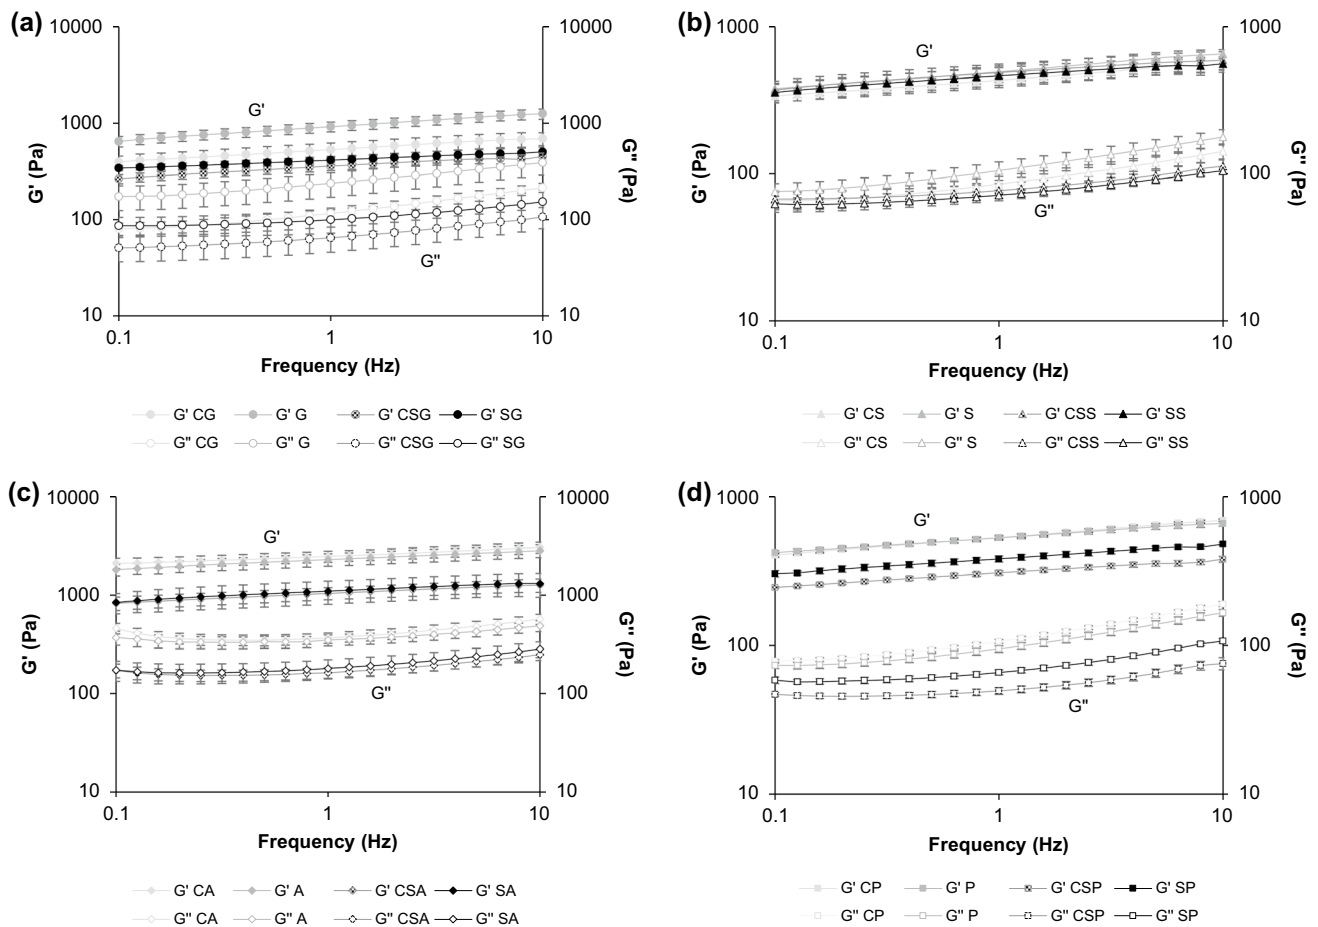 (a)
10000
1000
100
10
G' (Pa)
10000
1000
100
10
G'' (Pa)
G'
G''
0.1 1 10
Frequency (Hz)
G' CG G' G G' CSG G' SG
G'' CG G'' G G'' CSG G'' SG
(b)
1000
100
10
G' (Pa)
1000
100
10
G'' (Pa)
G'
G''
0.1 1 10
Frequency (Hz)
G' CS G' S G' CSS G' SS
G'' CS G'' S G'' CSS G'' SS
(c)
10000
1000
100
10
G' (Pa)
10000
1000
100
10
G'' (Pa)
G'
G''
0.1 1 10
Frequency (Hz)
G' CA G' A G' CSA G' SA
G'' CA G'' A G'' CSA G'' SA
(d)
1000
100
10
G' (Pa)
1000
100
10
G'' (Pa)
G'
G''
0.1 1 10
Frequency (Hz)
G' CP G' P G' CSP G' SP
G'' CP G'' P G'' CSP G'' SP